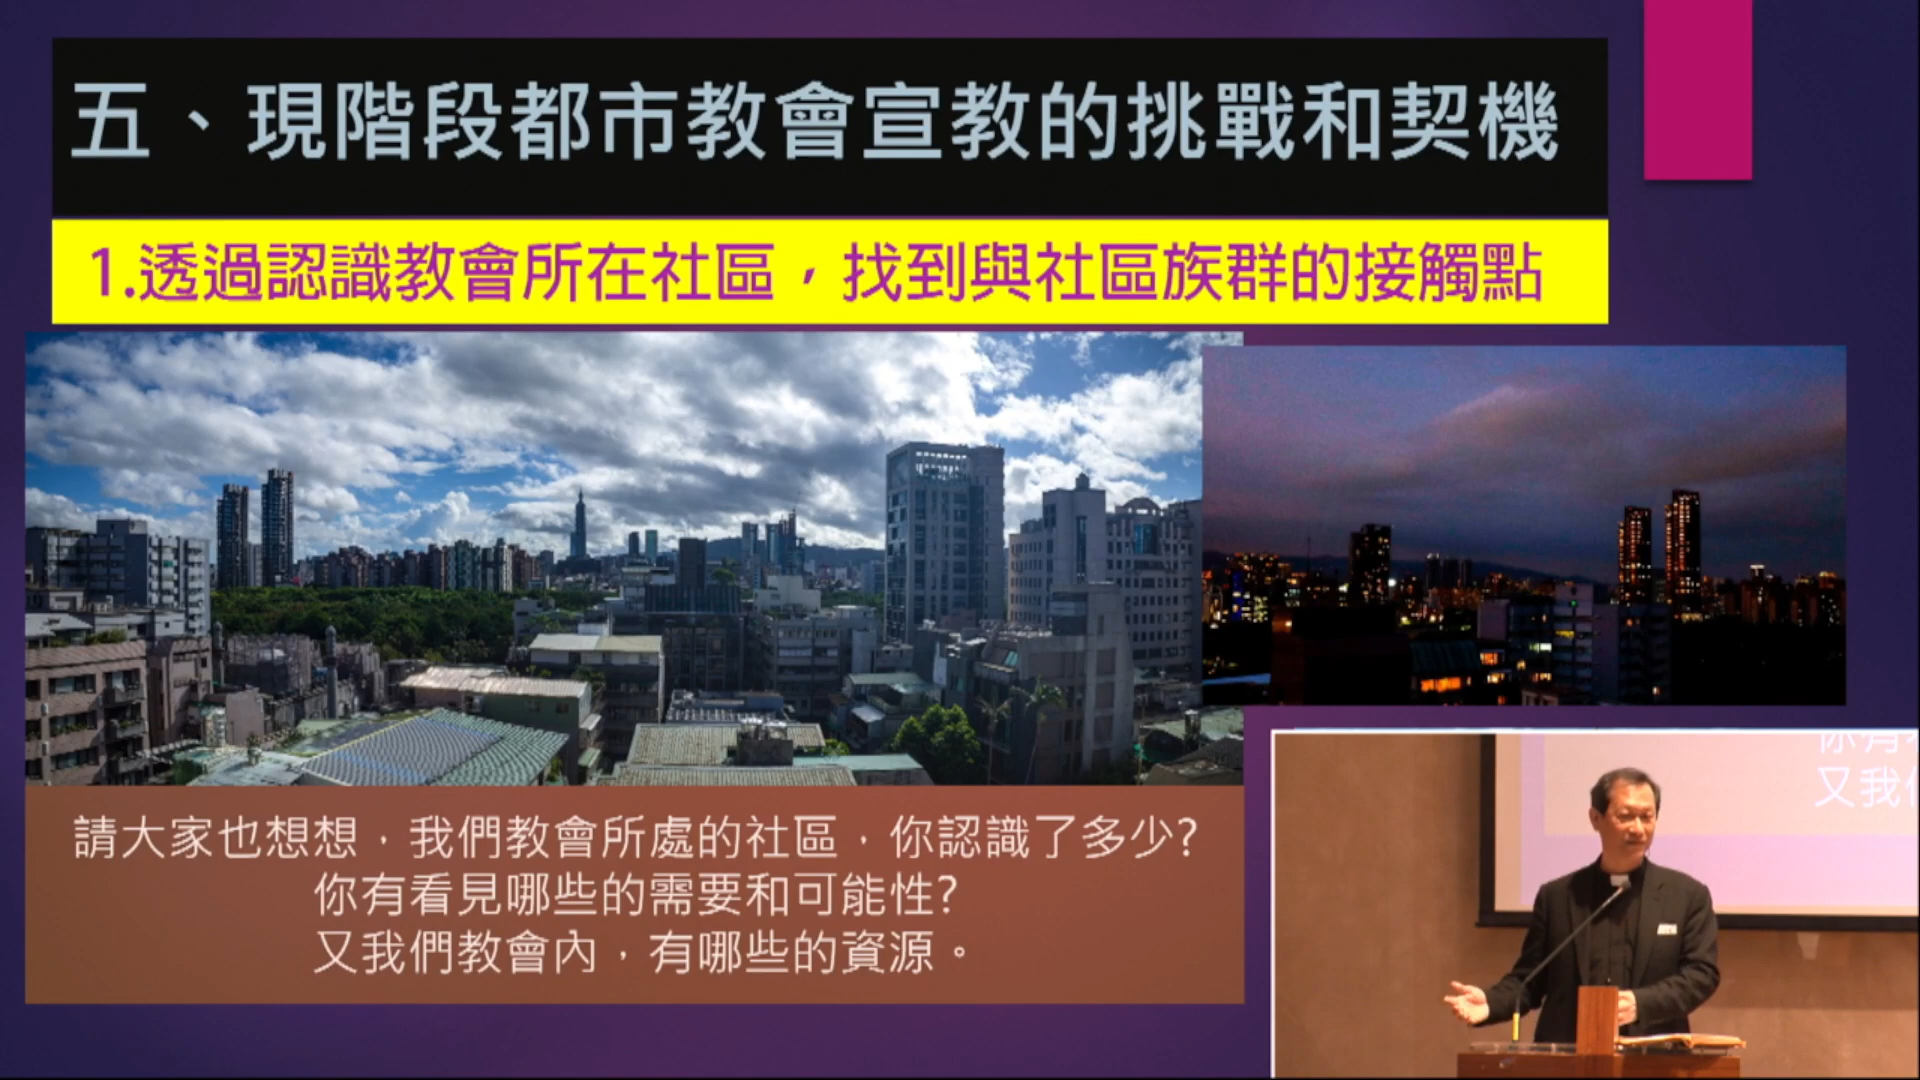 五、現階段都市教會宣教的挑戰和契機
1.透過認識教會所在社區，找到與社區族群的接觸點
請大家也想想，我們教會所處的社區，你認識了多少?
你有看見哪些的需要和可能性?
又我們教會內，有哪些的資源。
你有
又我們